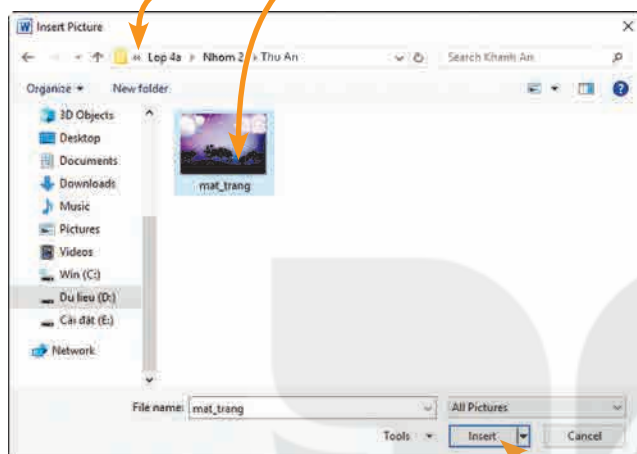 Insert Picture
« Lop 4a › Nhom 2 › Thu An
Search Khanh An
Organize
New folder
3D Objects
Desktop
Documents
Downloads
Music
Pictures
Videos
Win (C:)
Du lieu (D:)
Cài đặt (E:)
Network
mat_trang
File name: mat_trang
All Pictures
Tools
Insert
Cancel